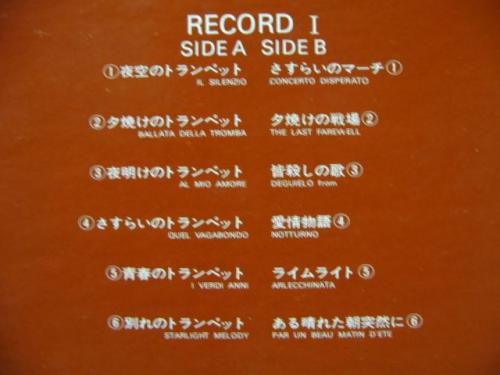 RECORD I
SIDE A SIDE B
①夜空のトランペット
IL SILENZIO
②夕焼けのトランペット
BALLATA DELLA TROMBA
③夜明けのトランペット
AL MIO AMORE
④さすらいのトランペット
QUEL VAGABONDO
⑤青春のトランペット
I VERDI ANNI
⑥別れのトランペット
STARLIGHT MELODY
さすらいのマーチ①
CONCERTO DISPERATO
夕焼けの戦場②
THE LAST FAREWELL
皆殺しの歌③
DEGUIELO from
愛情物語④
NOTTURNO
ライムライト⑤
ARLECCHINATA
ある晴れた朝突然に⑥
PAR UN BEAU MATIN D'ETE